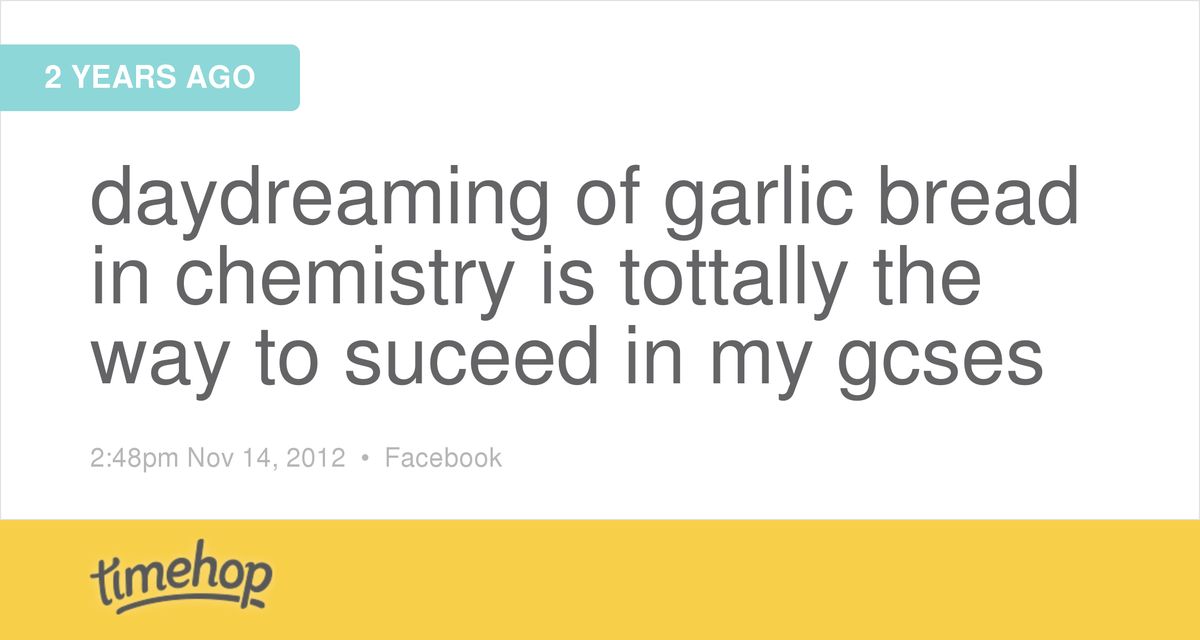 2 YEARS AGO
daydreaming of garlic bread
in chemistry is tottally the
way to suceed in my gcses
2:48pm Nov 14, 2012 • Facebook
timehop